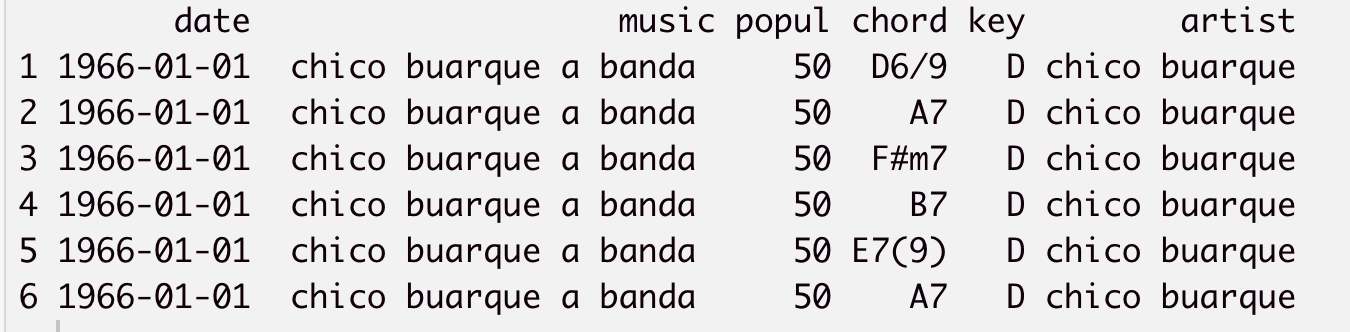 date music popul chord key artist
1 1966-01-01 chico buarque a banda 50 D6/9 D chico buarque
2 1966-01-01 chico buarque a banda 50 A7 D chico buarque
3 1966-01-01 chico buarque a banda 50 F#m7 D chico buarque
4 1966-01-01 chico buarque a banda 50 B7 D chico buarque
5 1966-01-01 chico buarque a banda 50 E7(9) D chico buarque
6 1966-01-01 chico buarque a banda 50 A7 D chico buarque